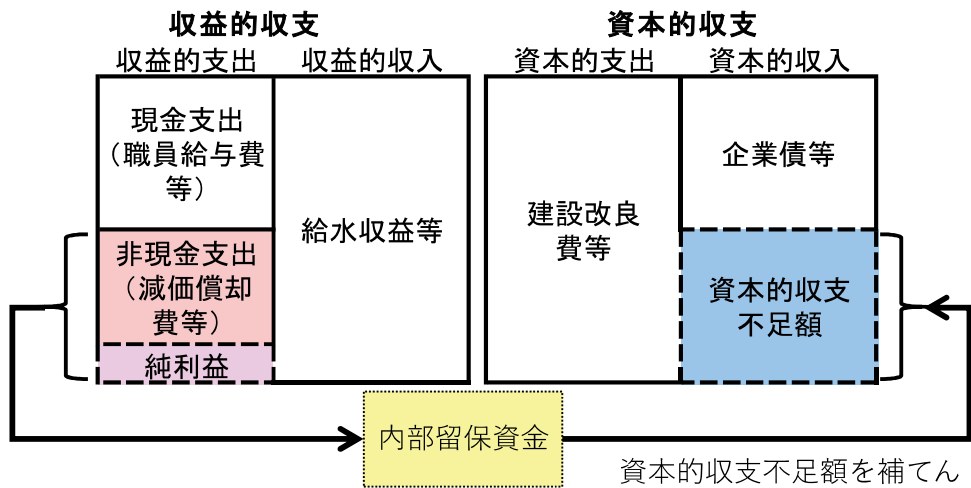 収益的収支
収益的支出
収益的収入
現金支出
（職員給与費
等）
非現金支出
（減価償却
費等）
純利益
給水収益等
資本的収支
資本的支出
資本的収入
建設改良
費等
企業債等
資本的収支
不足額
内部留保資金
資本的収支不足額を補てん